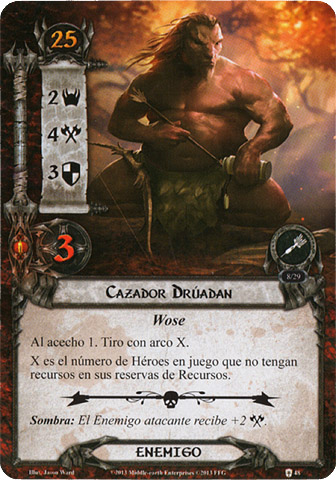 25
2
4
3
3
8/29
CAZADOR DRÚADAN
Wose
Al acecho 1. Tiro con arco X.
X es el número de Héroes en juego que no tengan
recursos en sus reservas de Recursos.
Sombra: El Enemigo atacante recibe +2 .
ENEMIGO
Illus. Jason Ward
©2013 Middle-earth Enterprises ©2013 FFG
48